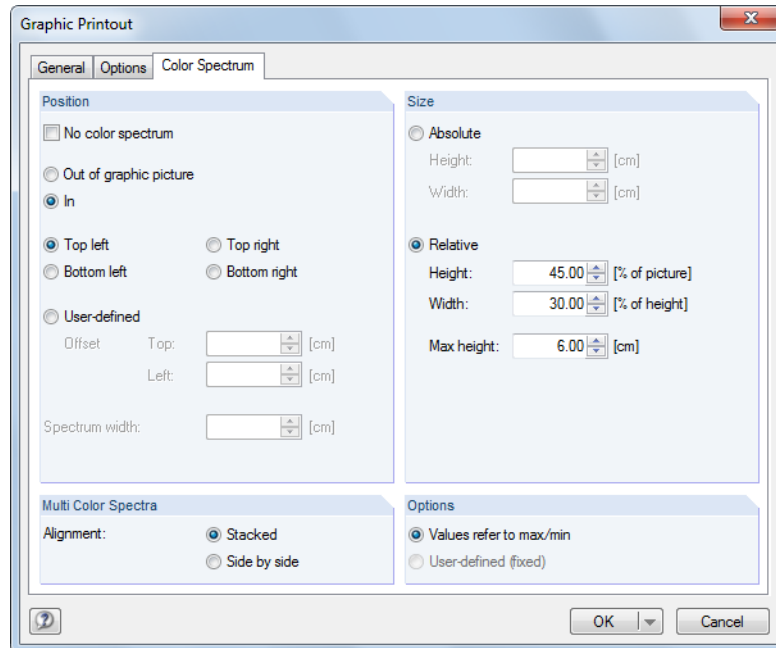 Graphic Printout
General Options Color Spectrum
Position
No color spectrum
Out of graphic picture
In
Top left Top right
Bottom left Bottom right
User-defined
Offset Top: [cm]
Left: [cm]
Spectrum width: [cm]
Size
Absolute
Height: [cm]
Width: [cm]
Relative
Height: 45.00 [% of picture]
Width: 30.00 [% of height]
Max height: 6.00 [cm]
Multi Color Spectra
Alignment: Stacked
Side by side
Options
Values refer to max/min
User-defined (fixed)
OK Cancel